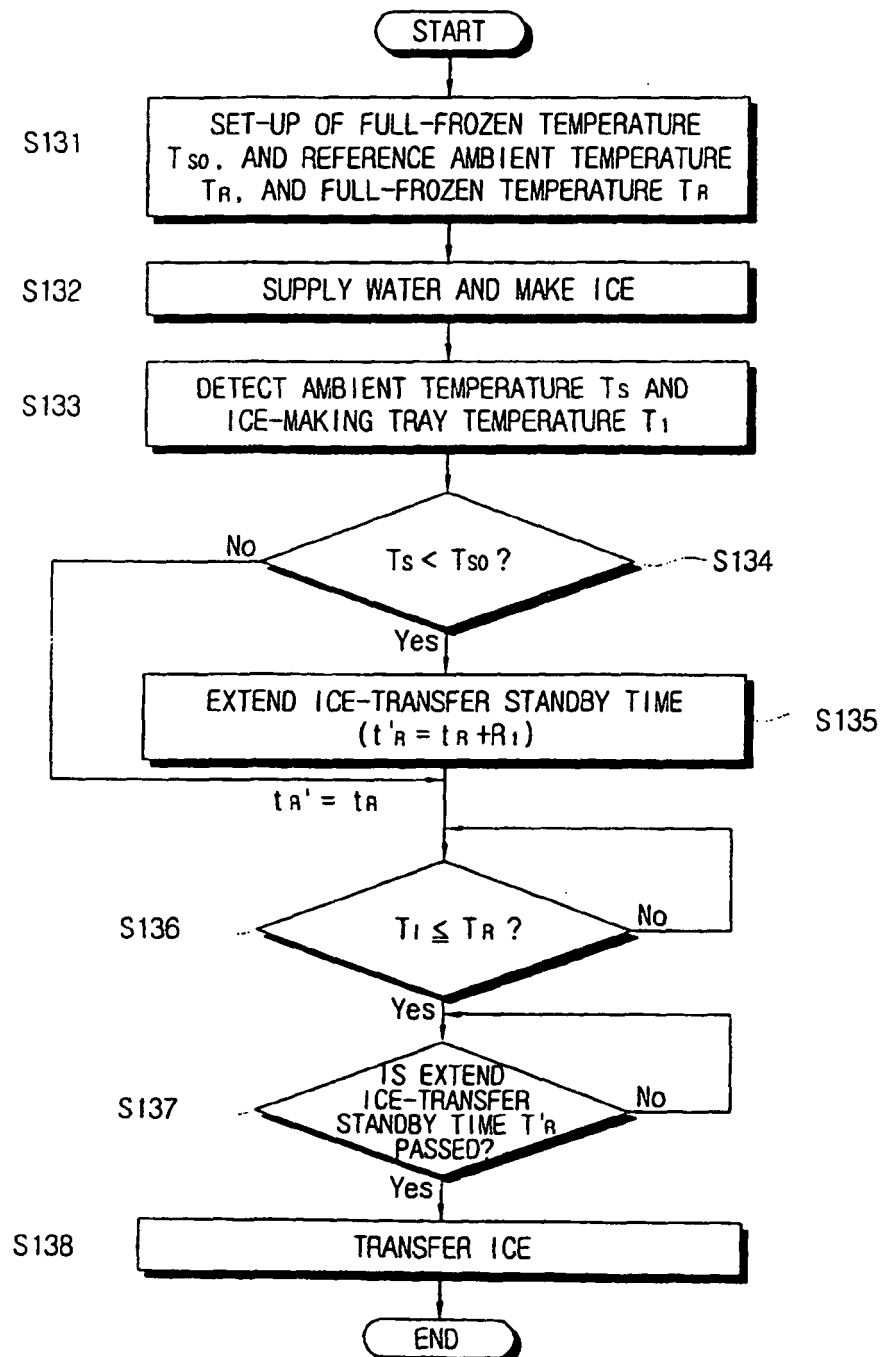 START
S131
SET-UP OF FULL-FROZEN TEMPERATURE
TSO, AND REFERENCE AMBIENT TEMPERATURE
TR, AND FULL-FROZEN TEMPERATURE TR
S132
SUPPLY WATER AND MAKE ICE
S133
DETECT AMBIENT TEMPERATURE TS AND
ICE-MAKING TRAY TEMPERATURE T1
No
TS < TSO ?
S134
Yes
EXTEND ICE-TRANSFER STANDBY TIME
(t'R = tR+R1)
S135
tR' = tR
S136
TI ≦ TR ?
No
Yes
S137
IS EXTEND
ICE-TRANSFER
STANDBY TIME T'R
PASSED?
No
Yes
S138
TRANSFER ICE
END